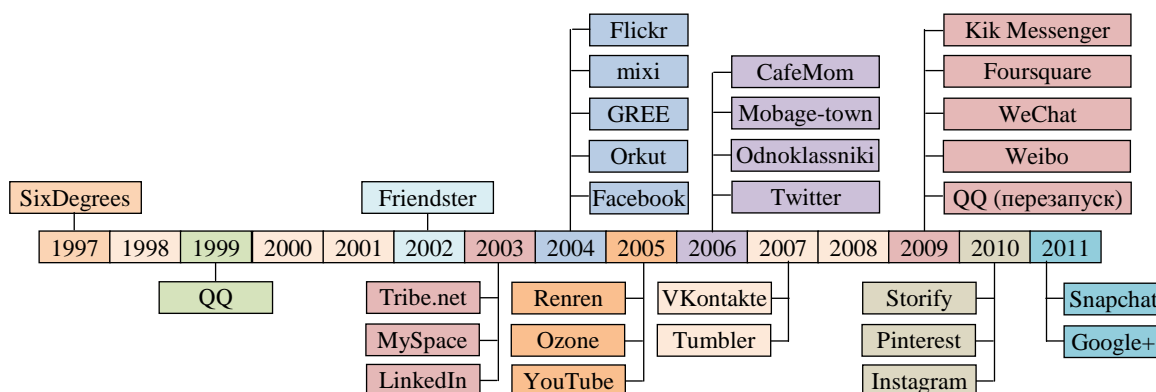 Flickr
mixi
GREE
Orkut
Facebook
CafeMom
Mobage-town
Odnoklassniki
Twitter
Kik Messenger
Foursquare
WeChat
Weibo
QQ (перезапуск)
SixDegrees
Friendster
1997 1998 1999 2000 2001 2002 2003 2004 2005 2006 2007 2008 2009 2010 2011
QQ
Tribe.net
MySpace
LinkedIn
Renren
Ozone
YouTube
VKontakte
Tumbler
Storify
Pinterest
Instagram
Snapchat
Google+